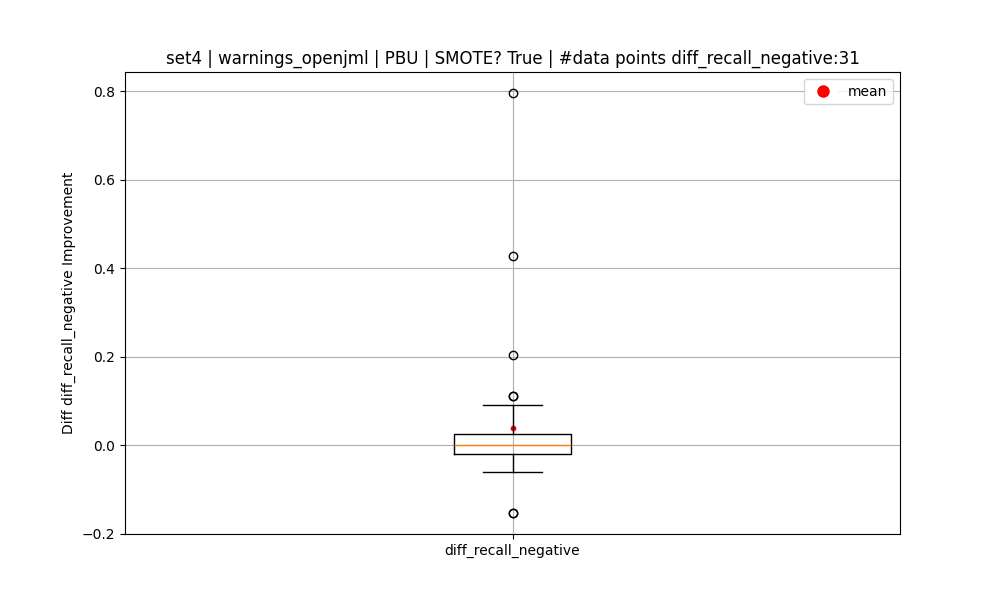 set4 | warnings_openjml | PBU | SMOTE? True | #data points diff_recall_negative:31
mean
0.8
0.6
0.4
0.2
0.0
−0.2
Diff diff_recall_negative Improvement
diff_recall_negative